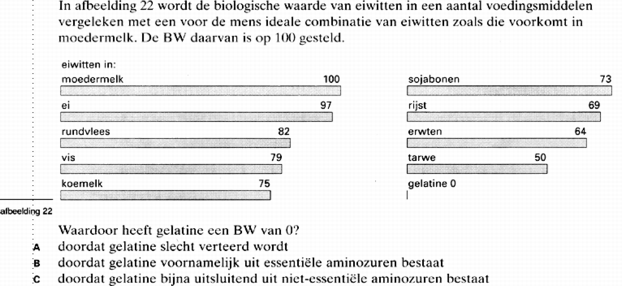 In afbeelding 22 wordt de biologische waarde van eiwitten in een aantal voedingsmiddelen
vergeleken met een voor de mens ideale combinatie van eiwitten zoals die voorkomt in
moedermelk. De BW daarvan is op 100 gesteld.
eiwitten in:
moedermelk 100
ei 97
rundvlees 82
vis 79
koemelk 75
sojabonen 73
rijst 69
erwten 64
tarwe 50
gelatine 0
afbeelding 22
Waardoor heeft gelatine een BW van 0?
A doordat gelatine slecht verteerd wordt
B doordat gelatine voornamelijk uit essentiële aminozuren bestaat
C doordat gelatine bijna uitsluitend uit niet-essentiële aminozuren bestaat